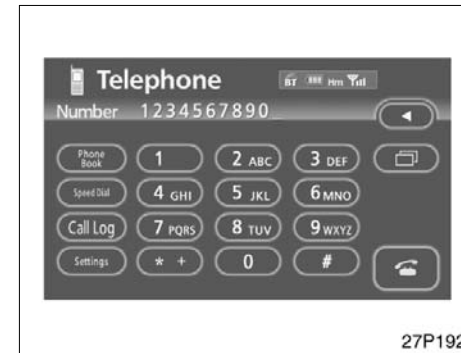 Telephone BT Hm
Number 1234567890_
Phone Book 1 2 ABC 3 DEF
Speed Dial 4 GHI 5 JKL 6 MNO
Call Log 7 PQRS 8 TUV 9 WXYZ
Settings * + 0 #
27P192